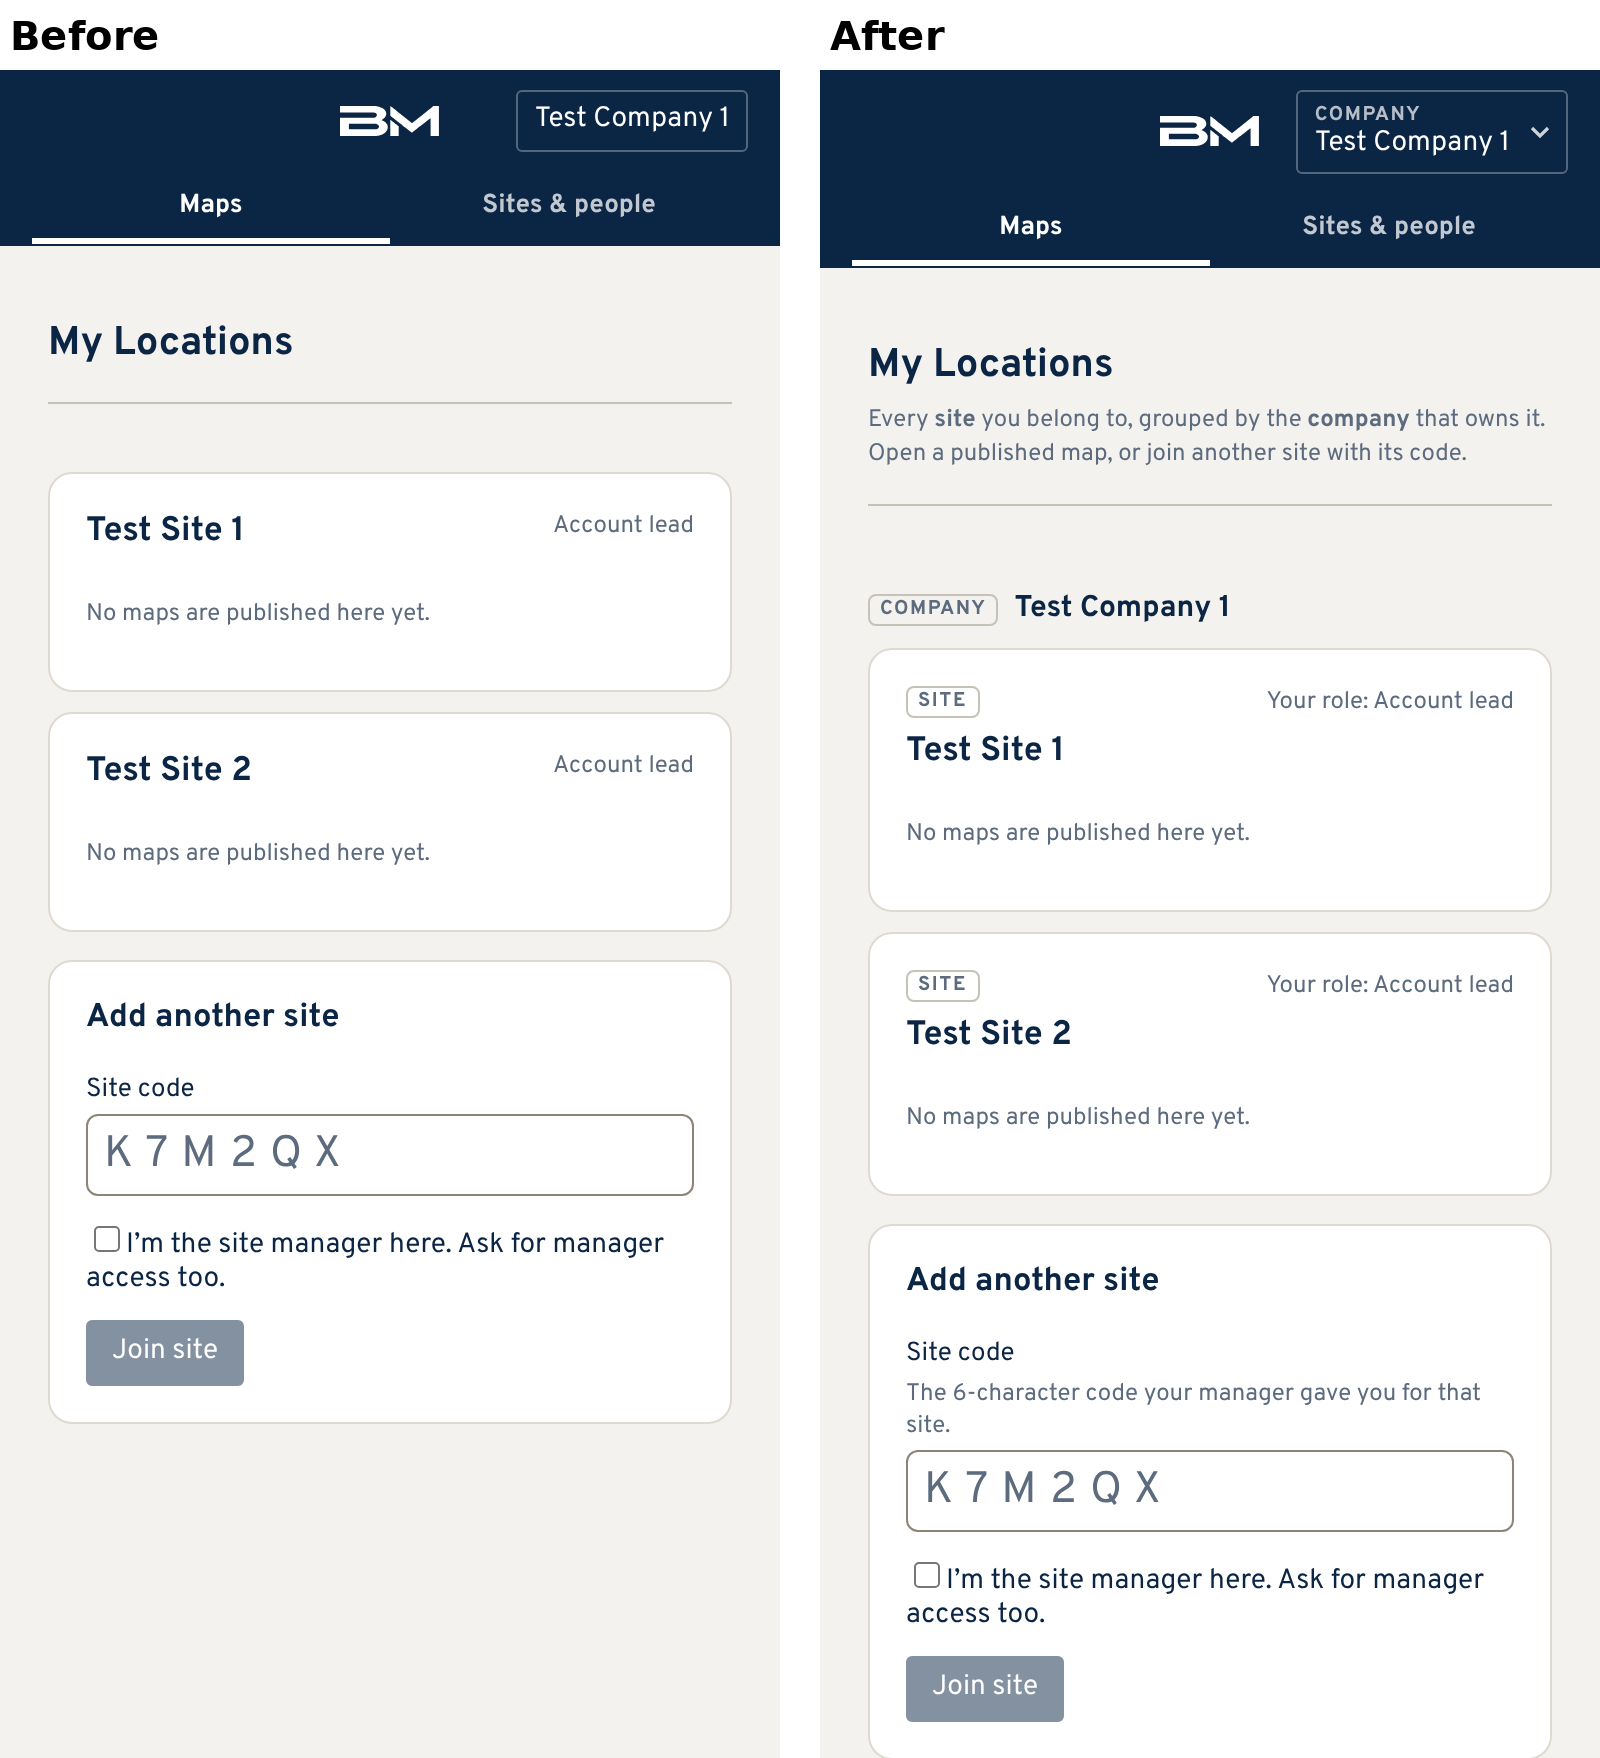 Before
BM
Test Company 1
Maps
Sites & people
My Locations
Test Site 1
Account lead
No maps are published here yet.
Test Site 2
Account lead
No maps are published here yet.
Add another site
Site code
K7M2QX
I’m the site manager here. Ask for manager
access too.
Join site
After
BM
COMPANY
Test Company 1
Maps
Sites & people
My Locations
Every site you belong to, grouped by the company that owns it.
Open a published map, or join another site with its code.
COMPANY Test Company 1
SITE
Your role: Account lead
Test Site 1
No maps are published here yet.
SITE
Your role: Account lead
Test Site 2
No maps are published here yet.
Add another site
Site code
The 6-character code your manager gave you for that
site.
K7M2QX
I’m the site manager here. Ask for manager
access too.
Join site